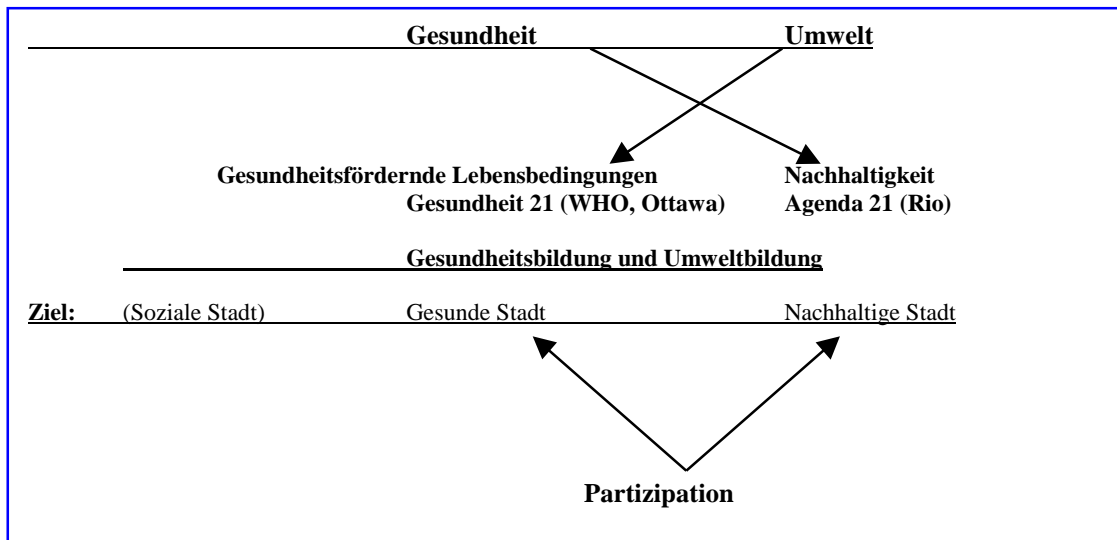 Gesundheit Umwelt
Gesundheitsfördernde Lebensbedingungen Nachhaltigkeit
Gesundheit 21 (WHO, Ottawa) Agenda 21 (Rio)
Gesundheitsbildung und Umweltbildung
Ziel: (Soziale Stadt) Gesunde Stadt Nachhaltige Stadt
Partizipation